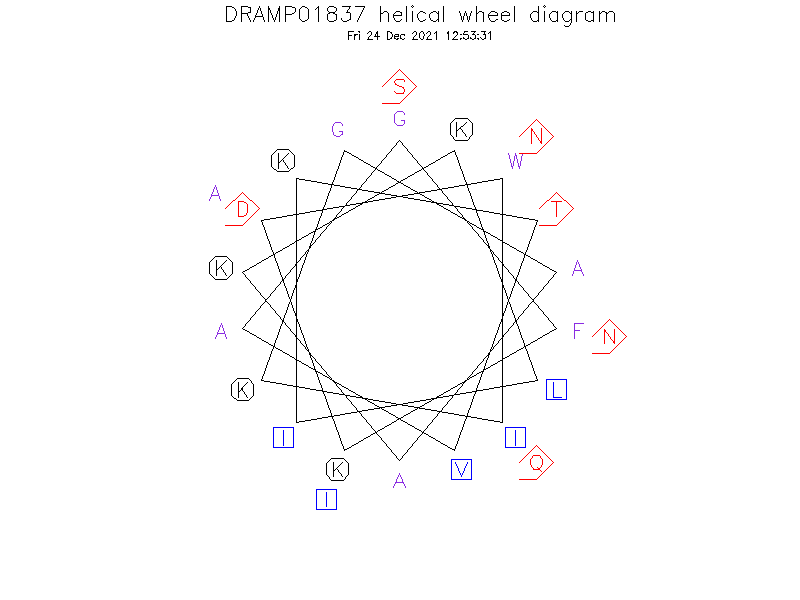 DRAMP01837 helical wheel diagram
Fri 24 Dec 2021 12:53:31
S
G
G
K
N
K
W
A
D
T
K
A
A
F
N
K
L
I
I
Q
K
V
A
I